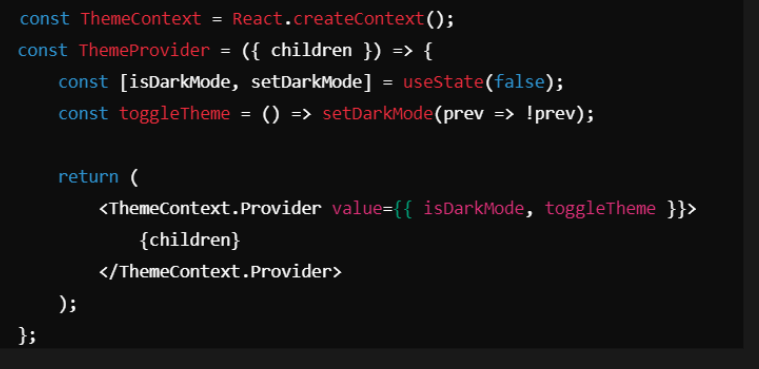 const ThemeContext = React.createContext();
const ThemeProvider = ({ children }) => {
    const [isDarkMode, setDarkMode] = useState(false);
    const toggleTheme = () => setDarkMode(prev => !prev);

    return (
        <ThemeContext.Provider value={{ isDarkMode, toggleTheme }}>
            {children}
        </ThemeContext.Provider>
    );
};